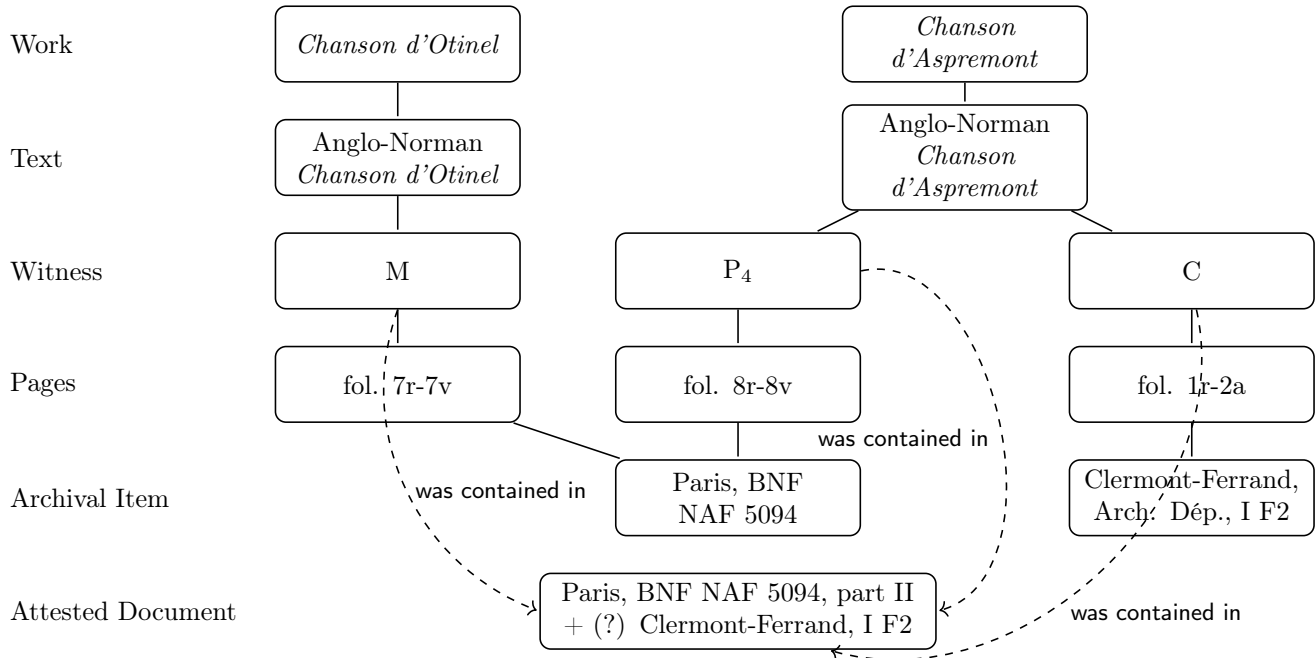 Work
Chanson d'Otinel
Chanson
d'Aspremont
Text
Anglo-Norman
Chanson d'Otinel
Anglo-Norman
Chanson
d'Aspremont
Witness
M
P₄
C
Pages
fol. 7r-7v
fol. 8r-8v
fol. 1r-2a
was contained in
Archival Item
was contained in
Paris, BNF
NAF 5094
Clermont-Ferrand,
Arch. Dép., I F2
Attested Document
Paris, BNF NAF 5094, part II
+ (?) Clermont-Ferrand, I F2
was contained in